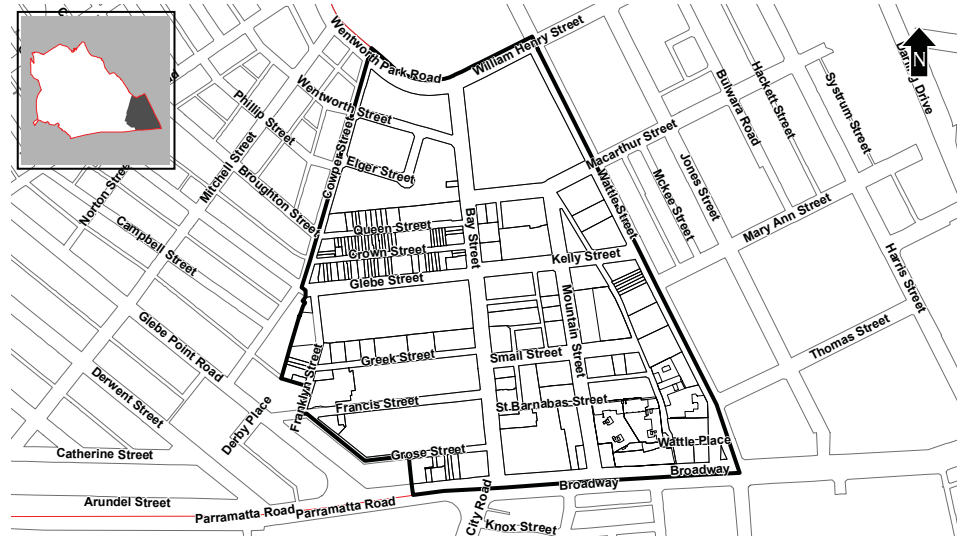 William Henry Street
Wentworth Park Road
N
Darling Drive
Hackett Street
Systrum Street
Bulwara Road
Wentworth Street
Phillip Street
Cowper Street
Mitchell Street
Macarthur Street
Jones Street
McKee Street
Elger Street
Broughton Street
Norton Street
Wattle Street
Mary Ann Street
Campbell Street
Queen Street
Bay Street
Crown Street
Kelly Street
Glebe Street
Harris Street
Mountain Street
Glebe Point Road
Thomas Street
Greek Street
Small Street
Franklyn Street
Derwent Street
Francis Street
St.Barnabas Street
Derby Place
Wattle Place
Grose Street
Catherine Street
Broadway
Broadway
Arundel Street
Parramatta Road
Parramatta Road
City Road
Knox Street